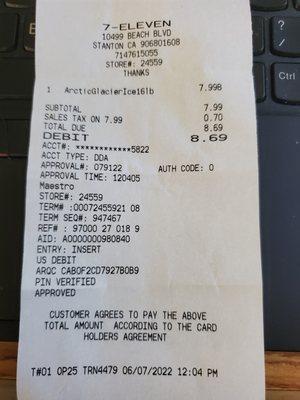 7-ELEVEN
10499 BEACH BLVD
STANTON CA 906801608
7147615055
STORE#: 24559
THANKS
1 ArcticGlacierIce16lb 7.99B
SUBTOTAL 7.99
SALES TAX ON 7.99 0.70
TOTAL DUE 8.69
DEBIT 8.69
ACCT#: ************5822
ACCT TYPE: DDA
APPROVAL#: 079122 AUTH CODE: 0
APPROVAL TIME: 120405
Maestro
STORE#: 24559
TERM# :00072455921 08
TERM SEQ#: 947467
REF# : 97000 27 018 9
AID: A0000000980840
ENTRY: INSERT
US DEBIT
ARQC CAB0F2CD7927B0B9
PIN VERIFIED
APPROVED
CUSTOMER AGREES TO PAY THE ABOVE
TOTAL AMOUNT ACCORDING TO THE CARD
HOLDERS AGREEMENT
T#01 OP25 TRN4479 06/07/2022 12:04 PM